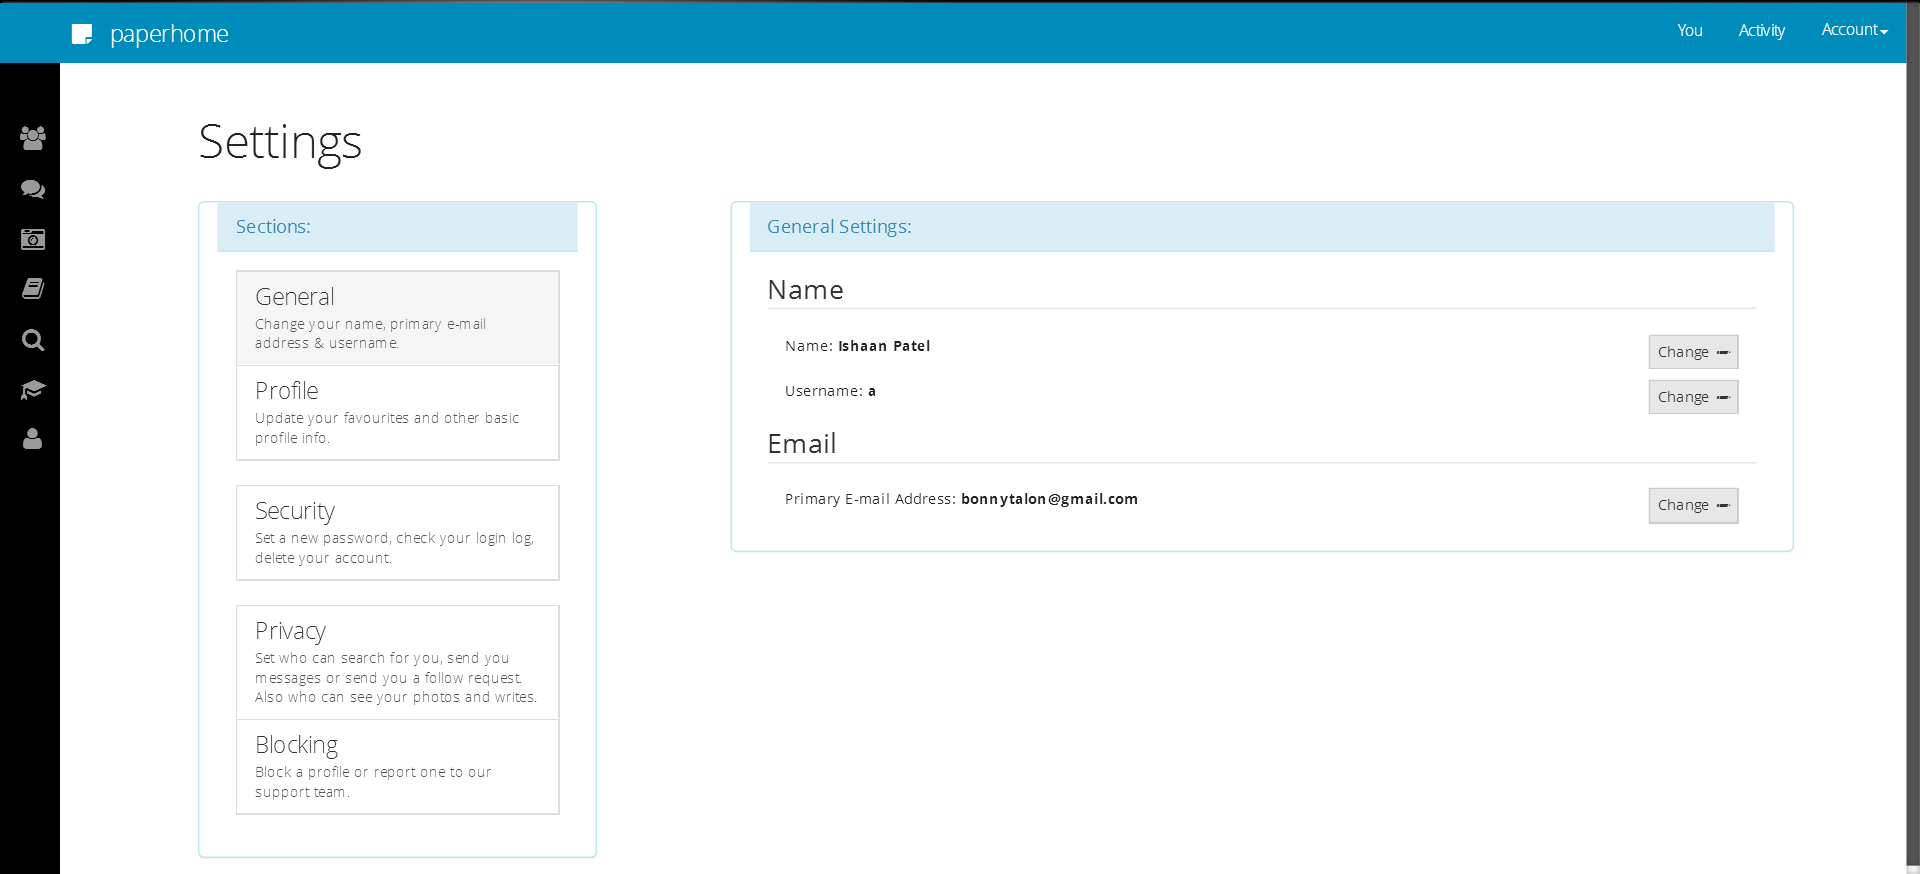 paperhome
You
Activity
Account
Settings
Sections:
General
Change your name, primary e-mail
address & username.
Profile
Update your favourites and other basic
profile info.
Security
Set a new password, check your login log,
delete your account.
Privacy
Set who can search for you, send you
messages or send you a follow request.
Also who can see your photos and writes.
Blocking
Block a profile or report one to our
support team.
General Settings:
Name
Name: Ishaan Patel
Change
Username: a
Change
Email
Primary E-mail Address: bonnytalon@gmail.com
Change